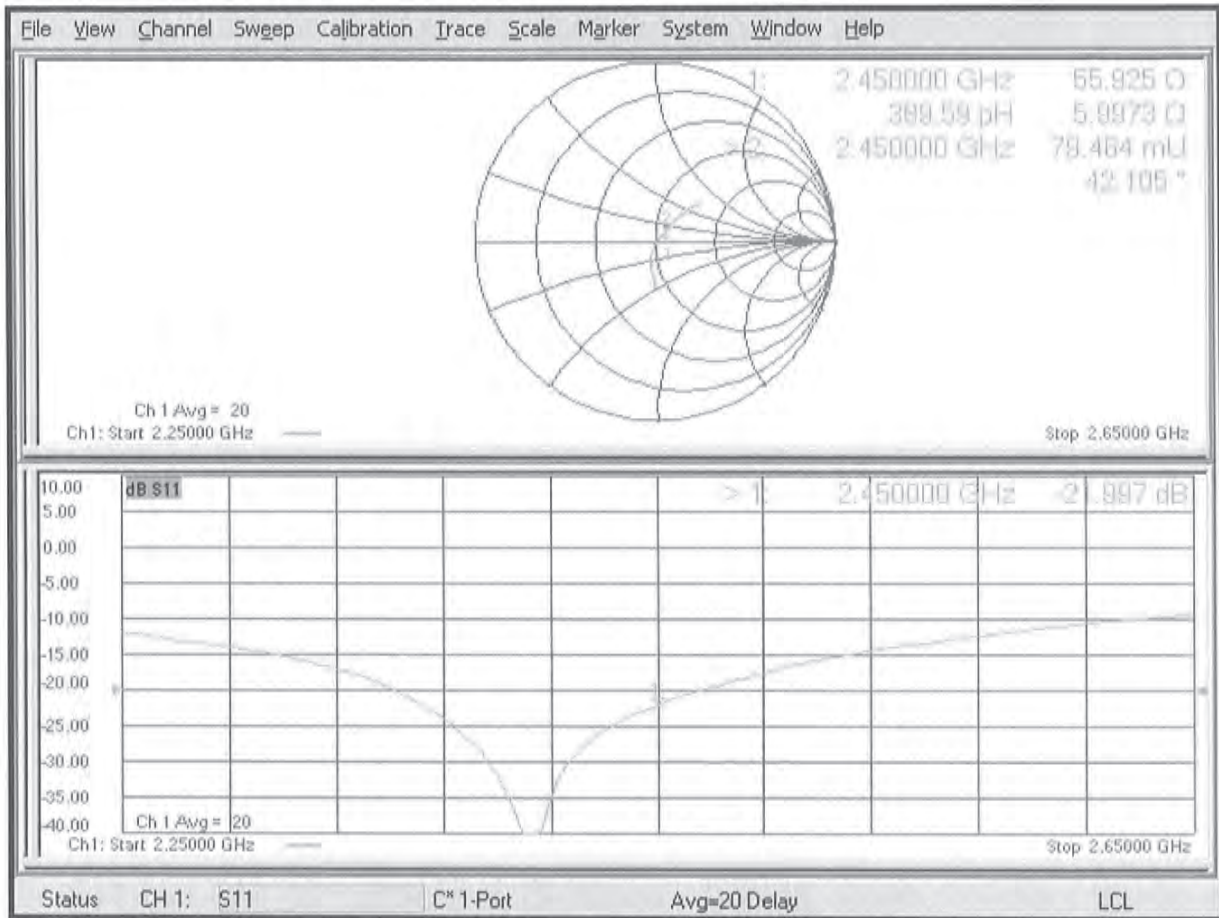 File View Channel Sweep Calibration Trace Scale Marker System Window Help
1: 2.450000 GHz 55.925 Ω
389.59 pH 5.9973 Ω
> 2: 2.450000 GHz 79.464 mU
42.105 °
Ch 1 Avg = 20
Ch1: Start 2.25000 GHz Stop 2.65000 GHz
10.00 dB S11 > 1: 2.450000 GHz -21.997 dB
5.00
0.00
-5.00
-10.00
-15.00
-20.00
-25.00
-30.00
-35.00
-40.00 Ch 1 Avg = 20
Ch1: Start 2.25000 GHz Stop 2.65000 GHz
Status CH 1: S11 C* 1-Port Avg=20 Delay LCL